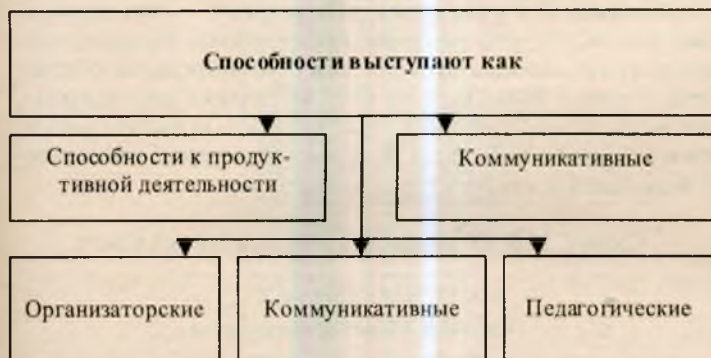 Способности выступают как
Способности к продук-
тивной деятельности
Коммуникативные
Организаторские
Коммуникативные
Педагогические